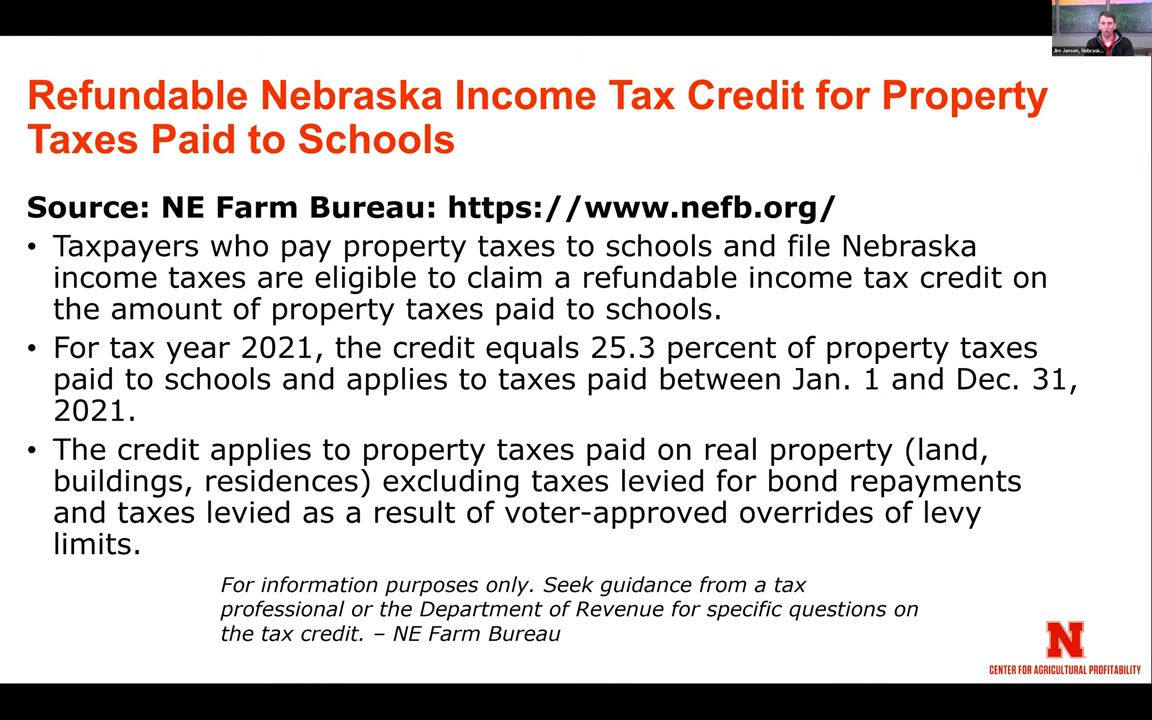 Jim Jansen, Nebrask...
Refundable Nebraska Income Tax Credit for Property
Taxes Paid to Schools
Source: NE Farm Bureau: https://www.nefb.org/
• Taxpayers who pay property taxes to schools and file Nebraska
income taxes are eligible to claim a refundable income tax credit on
the amount of property taxes paid to schools.
• For tax year 2021, the credit equals 25.3 percent of property taxes
paid to schools and applies to taxes paid between Jan. 1 and Dec. 31,
2021.
• The credit applies to property taxes paid on real property (land,
buildings, residences) excluding taxes levied for bond repayments
and taxes levied as a result of voter-approved overrides of levy
limits.
For information purposes only. Seek guidance from a tax
professional or the Department of Revenue for specific questions on
the tax credit. – NE Farm Bureau
N
CENTER FOR AGRICULTURAL PROFITABILITY